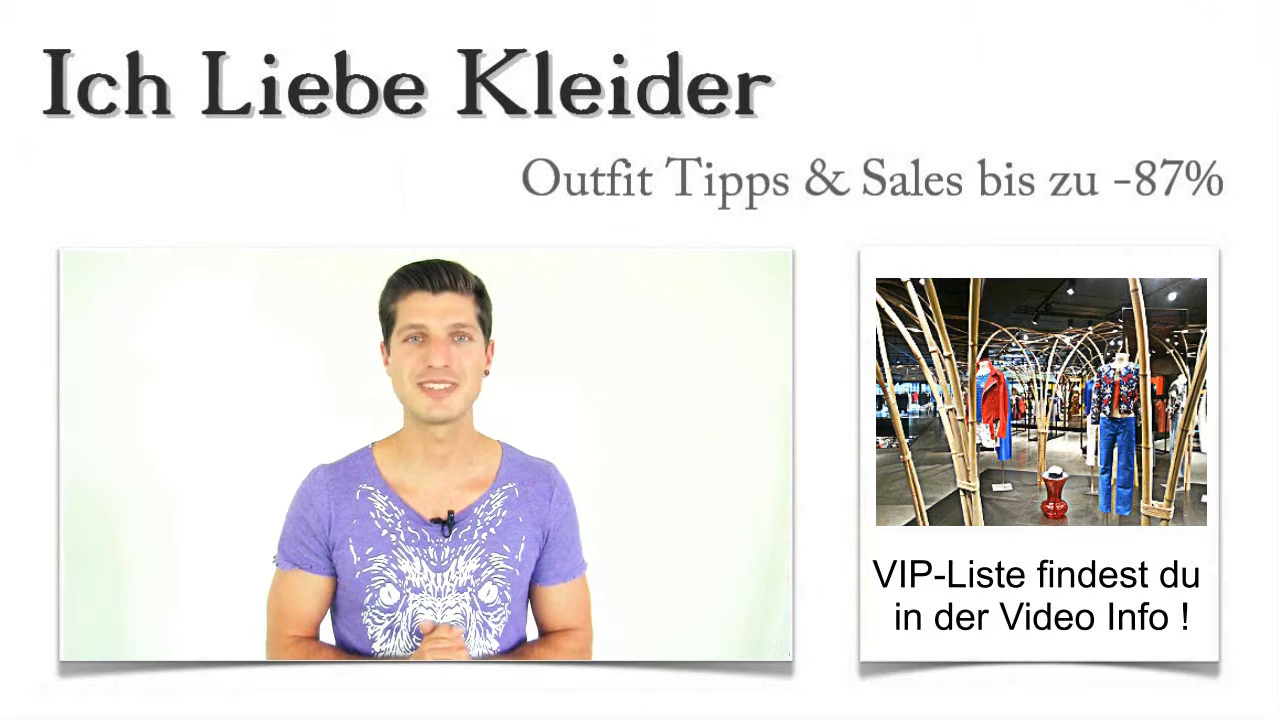 Ich Liebe Kleider
Outfit Tipps & Sales bis zu -87%
VIP-Liste findest du
in der Video Info !